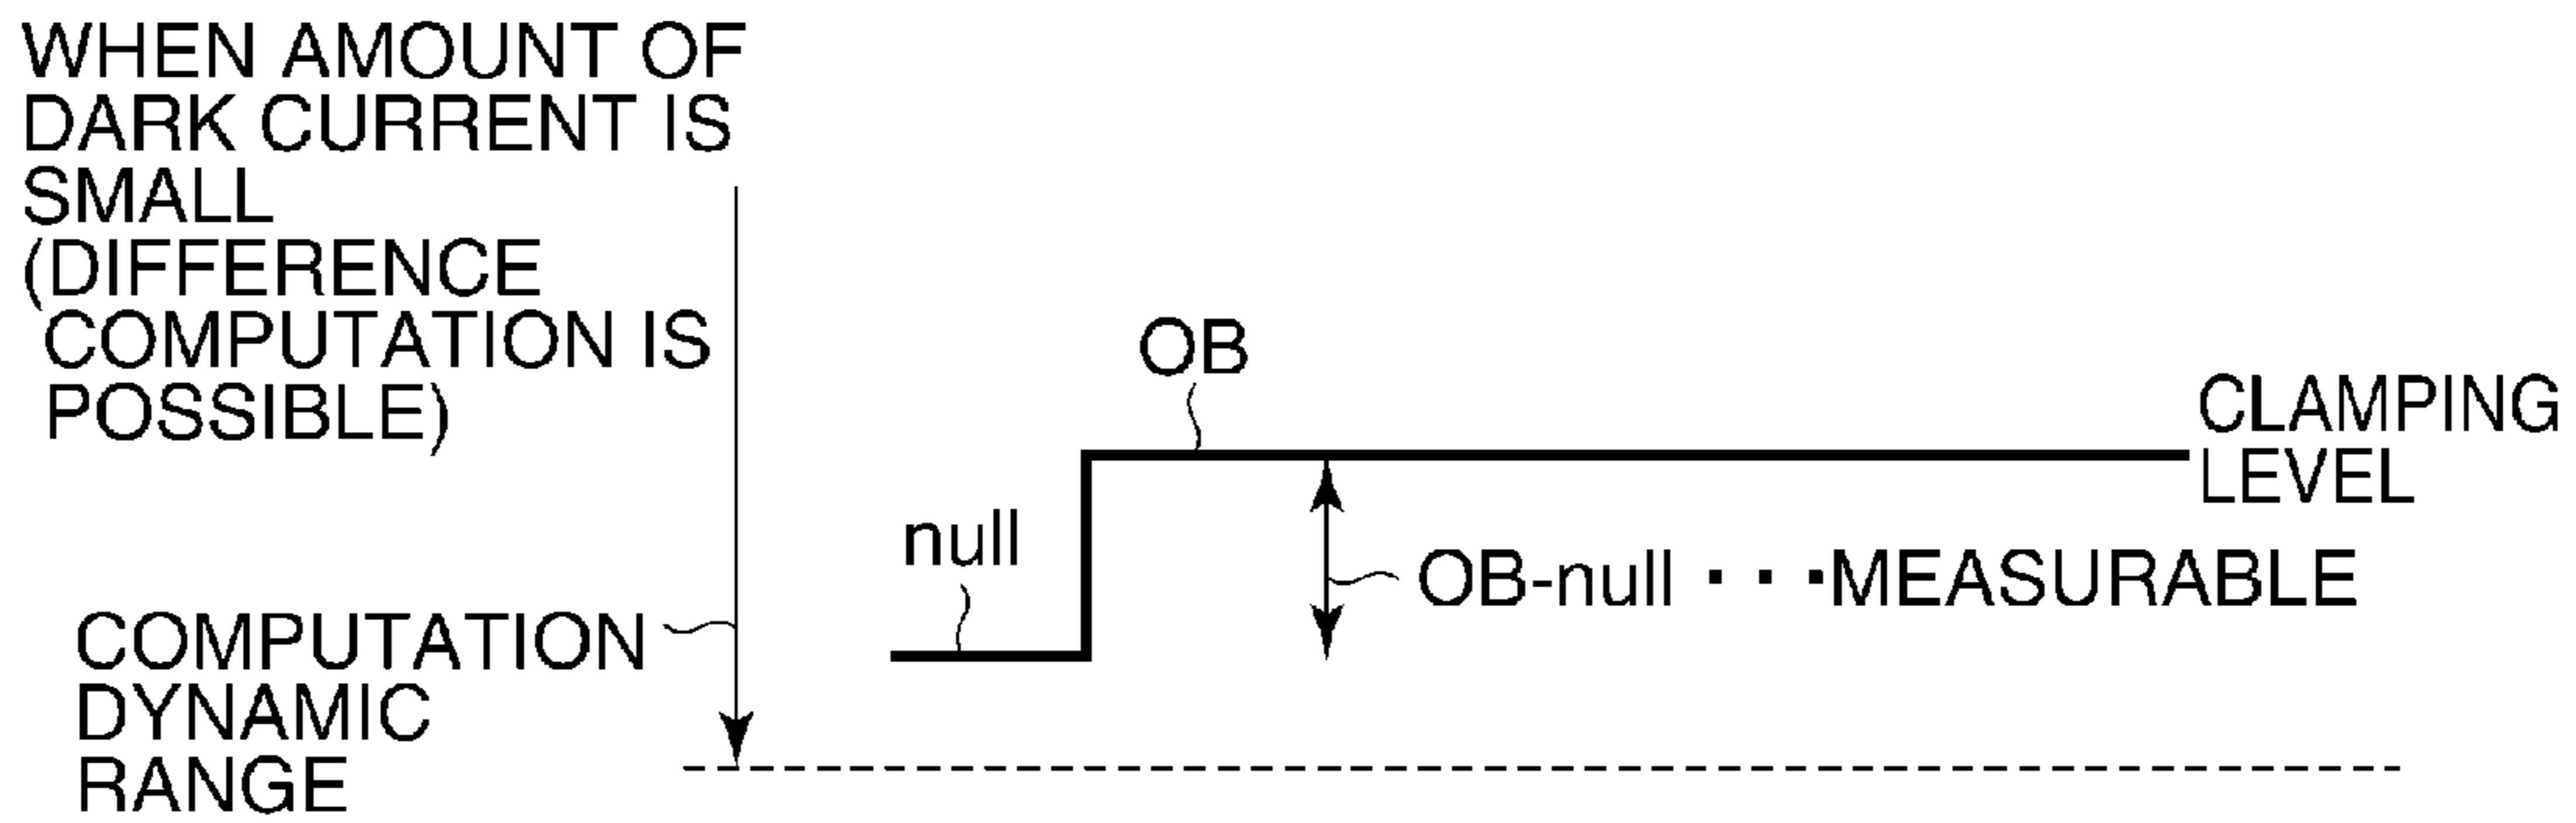 WHEN AMOUNT OF
DARK CURRENT IS
SMALL
(DIFFERENCE
COMPUTATION IS
POSSIBLE)
OB
CLAMPING
LEVEL
null
OB-null ···MEASURABLE
COMPUTATION
DYNAMIC
RANGE